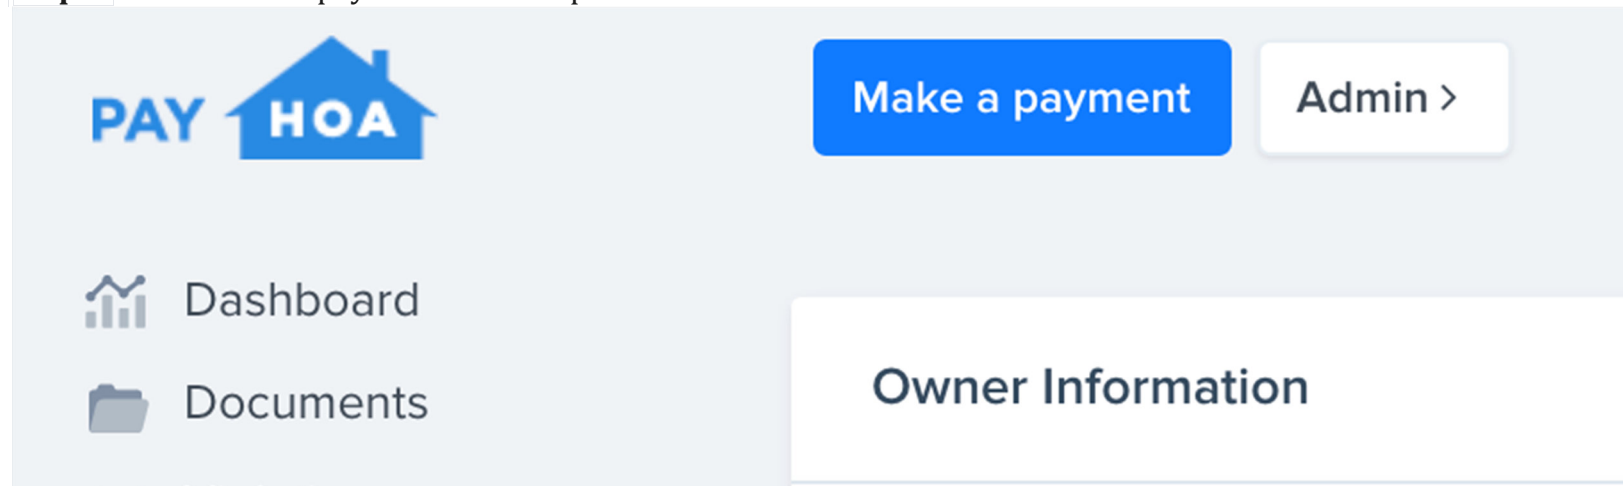 PAY HOA
Make a payment
Admin >
Dashboard
Documents
Owner Information